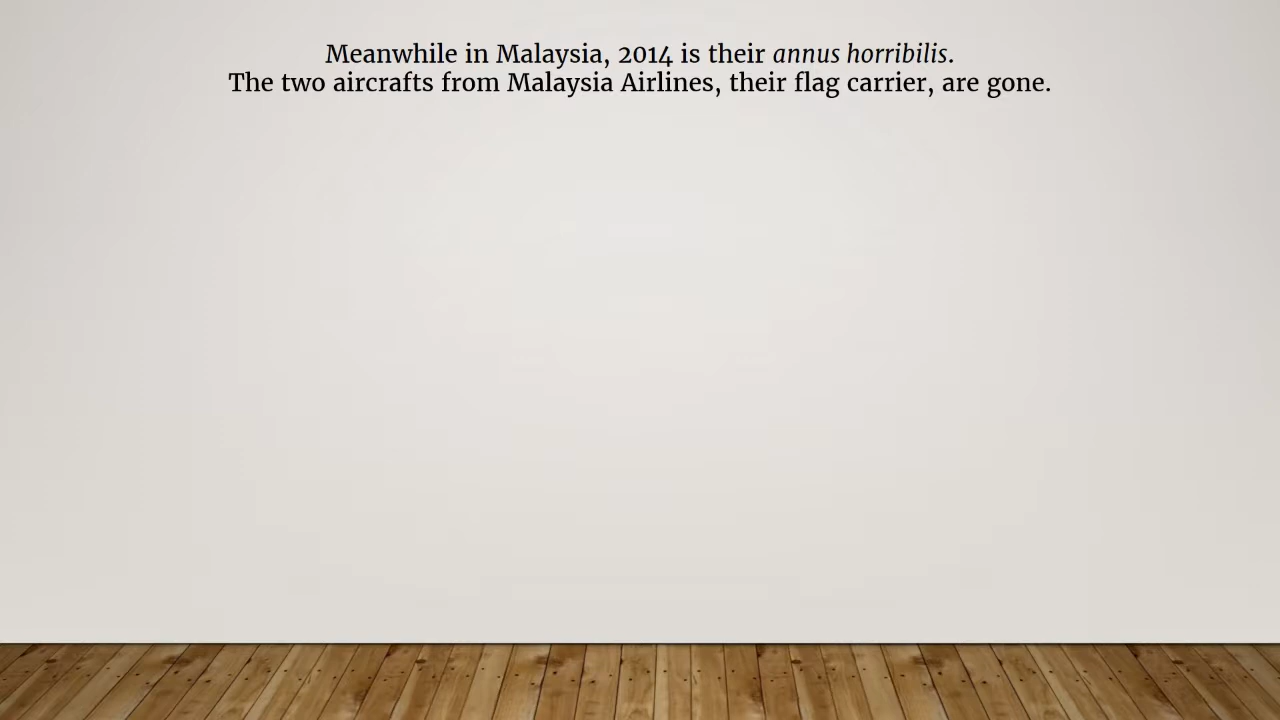 Meanwhile in Malaysia, 2014 is their annus horribilis.
The two aircrafts from Malaysia Airlines, their flag carrier, are gone.